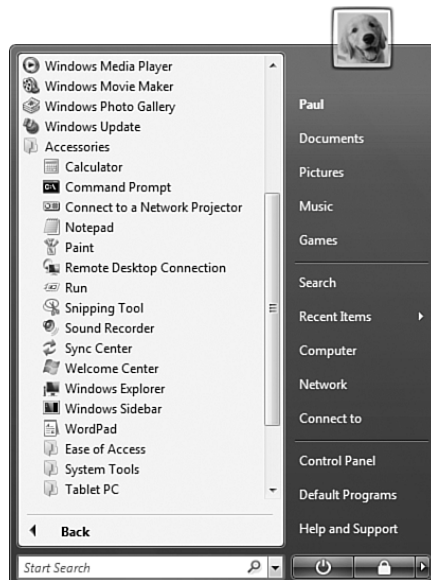 Windows Media Player
Windows Movie Maker
Windows Photo Gallery
Windows Update
Accessories
Calculator
Command Prompt
Connect to a Network Projector
Notepad
Paint
Remote Desktop Connection
Run
Snipping Tool
Sound Recorder
Sync Center
Welcome Center
Windows Explorer
Windows Sidebar
WordPad
Ease of Access
System Tools
Tablet PC
Back
Start Search
Paul
Documents
Pictures
Music
Games
Search
Recent Items
Computer
Network
Connect to
Control Panel
Default Programs
Help and Support